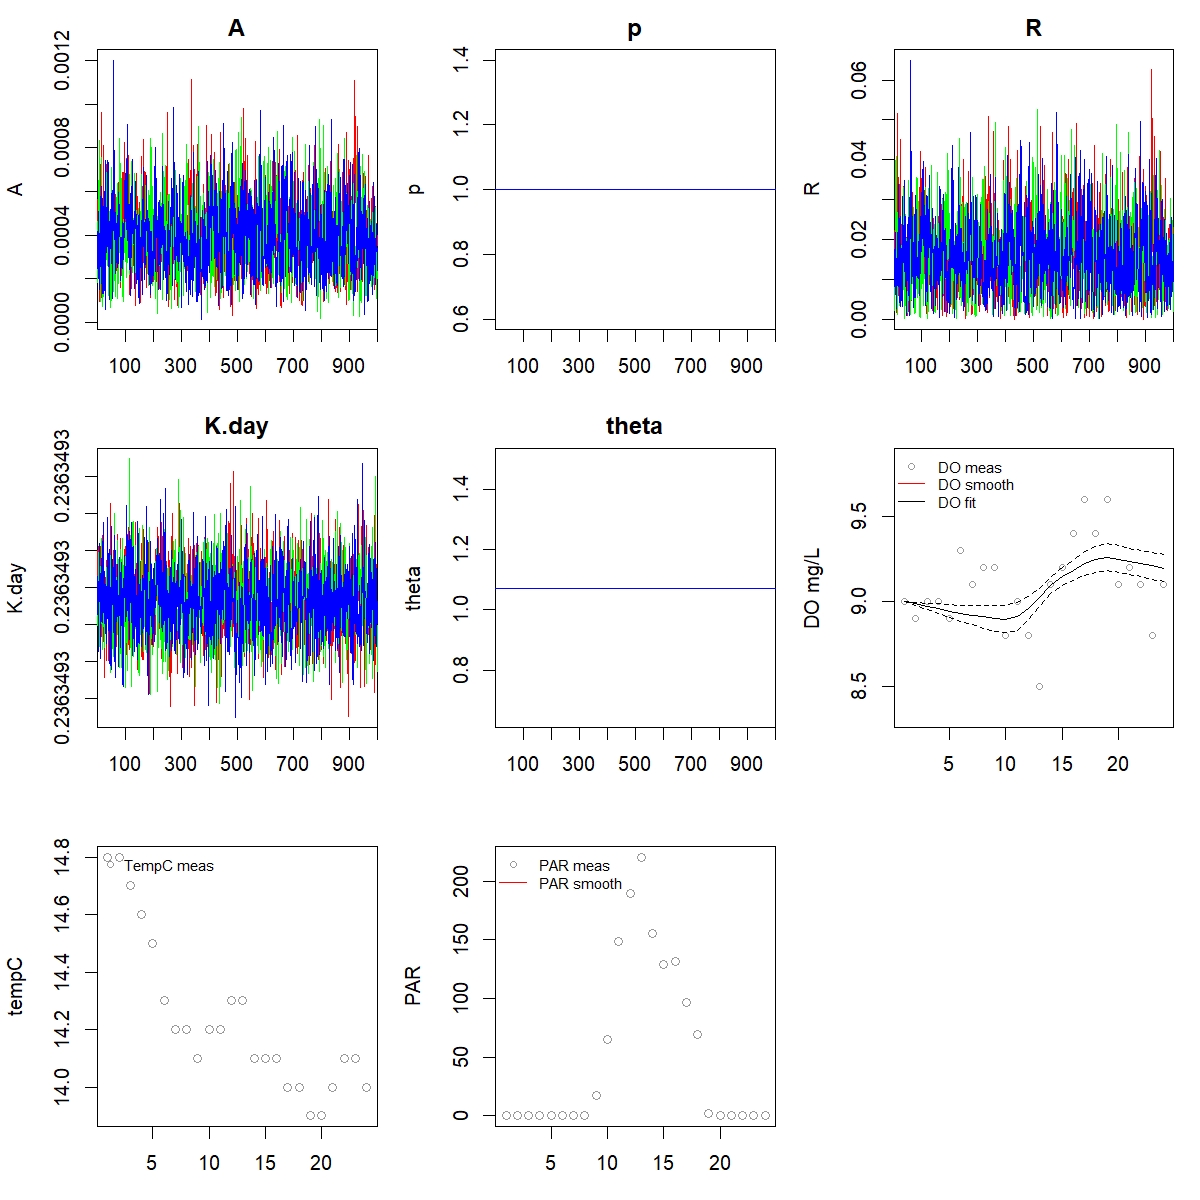 A
p
R
A
0.0000 0.0004 0.0008 0.0012
100 300 500 700 900
p
0.6 0.8 1.0 1.2 1.4
100 300 500 700 900
R
0.00 0.02 0.04 0.06
100 300 500 700 900
K.day
theta
K.day
0.2363493 0.2363493 0.2363493 0.2363493
100 300 500 700 900
theta
0.8 1.0 1.2 1.4
100 300 500 700 900
DO mg/L
8.5 9.0 9.5
DO meas
DO smooth
DO fit
5 10 15 20
tempC
14.0 14.2 14.4 14.6 14.8
TempC meas
5 10 15 20
PAR
0 50 100 150 200
PAR meas
PAR smooth
5 10 15 20